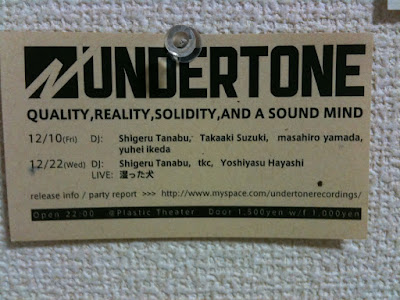 UNDERTONE
QUALITY,REALITY,SOLIDITY,AND A SOUND MIND
12/10(Fri) DJ: Shigeru Tanabu, Takaaki Suzuki, masahiro yamada,
yuhei ikeda
12/22(Wed) DJ: Shigeru Tanabu, tkc, Yoshiyasu Hayashi
LIVE: 湿った犬
release info / party report >>> http://www.myspace.com/undertonerecordings/
Open 22:00 @Plastic Theater Door 1,500yen w/f 1,000yen